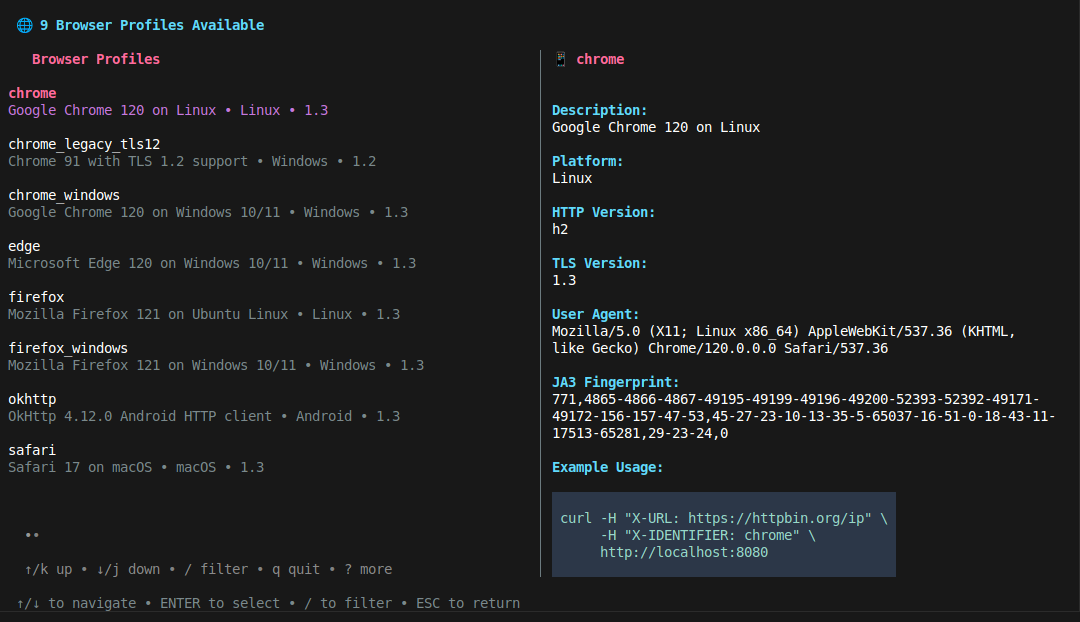 🌐 9 Browser Profiles Available
Browser Profiles
chrome
Google Chrome 120 on Linux • Linux • 1.3
chrome_legacy_tls12
Chrome 91 with TLS 1.2 support • Windows • 1.2
chrome_windows
Google Chrome 120 on Windows 10/11 • Windows • 1.3
edge
Microsoft Edge 120 on Windows 10/11 • Windows • 1.3
firefox
Mozilla Firefox 121 on Ubuntu Linux • Linux • 1.3
firefox_windows
Mozilla Firefox 121 on Windows 10/11 • Windows • 1.3
okhttp
OkHttp 4.12.0 Android HTTP client • Android • 1.3
safari
Safari 17 on macOS • macOS • 1.3
••
↑/k up • ↓/j down • / filter • q quit • ? more
📱 chrome
Description:
Google Chrome 120 on Linux
Platform:
Linux
HTTP Version:
h2
TLS Version:
1.3
User Agent:
Mozilla/5.0 (X11; Linux x86_64) AppleWebKit/537.36 (KHTML,
like Gecko) Chrome/120.0.0.0 Safari/537.36
JA3 Fingerprint:
771,4865-4866-4867-49195-49199-49196-49200-52393-52392-49171-
49172-156-157-47-53,45-27-23-10-13-35-5-65037-16-51-0-18-43-11-
17513-65281,29-23-24,0
Example Usage:
curl -H "X-URL: https://httpbin.org/ip" \
-H "X-IDENTIFIER: chrome" \
http://localhost:8080
↑/↓ to navigate • ENTER to select • / to filter • ESC to return